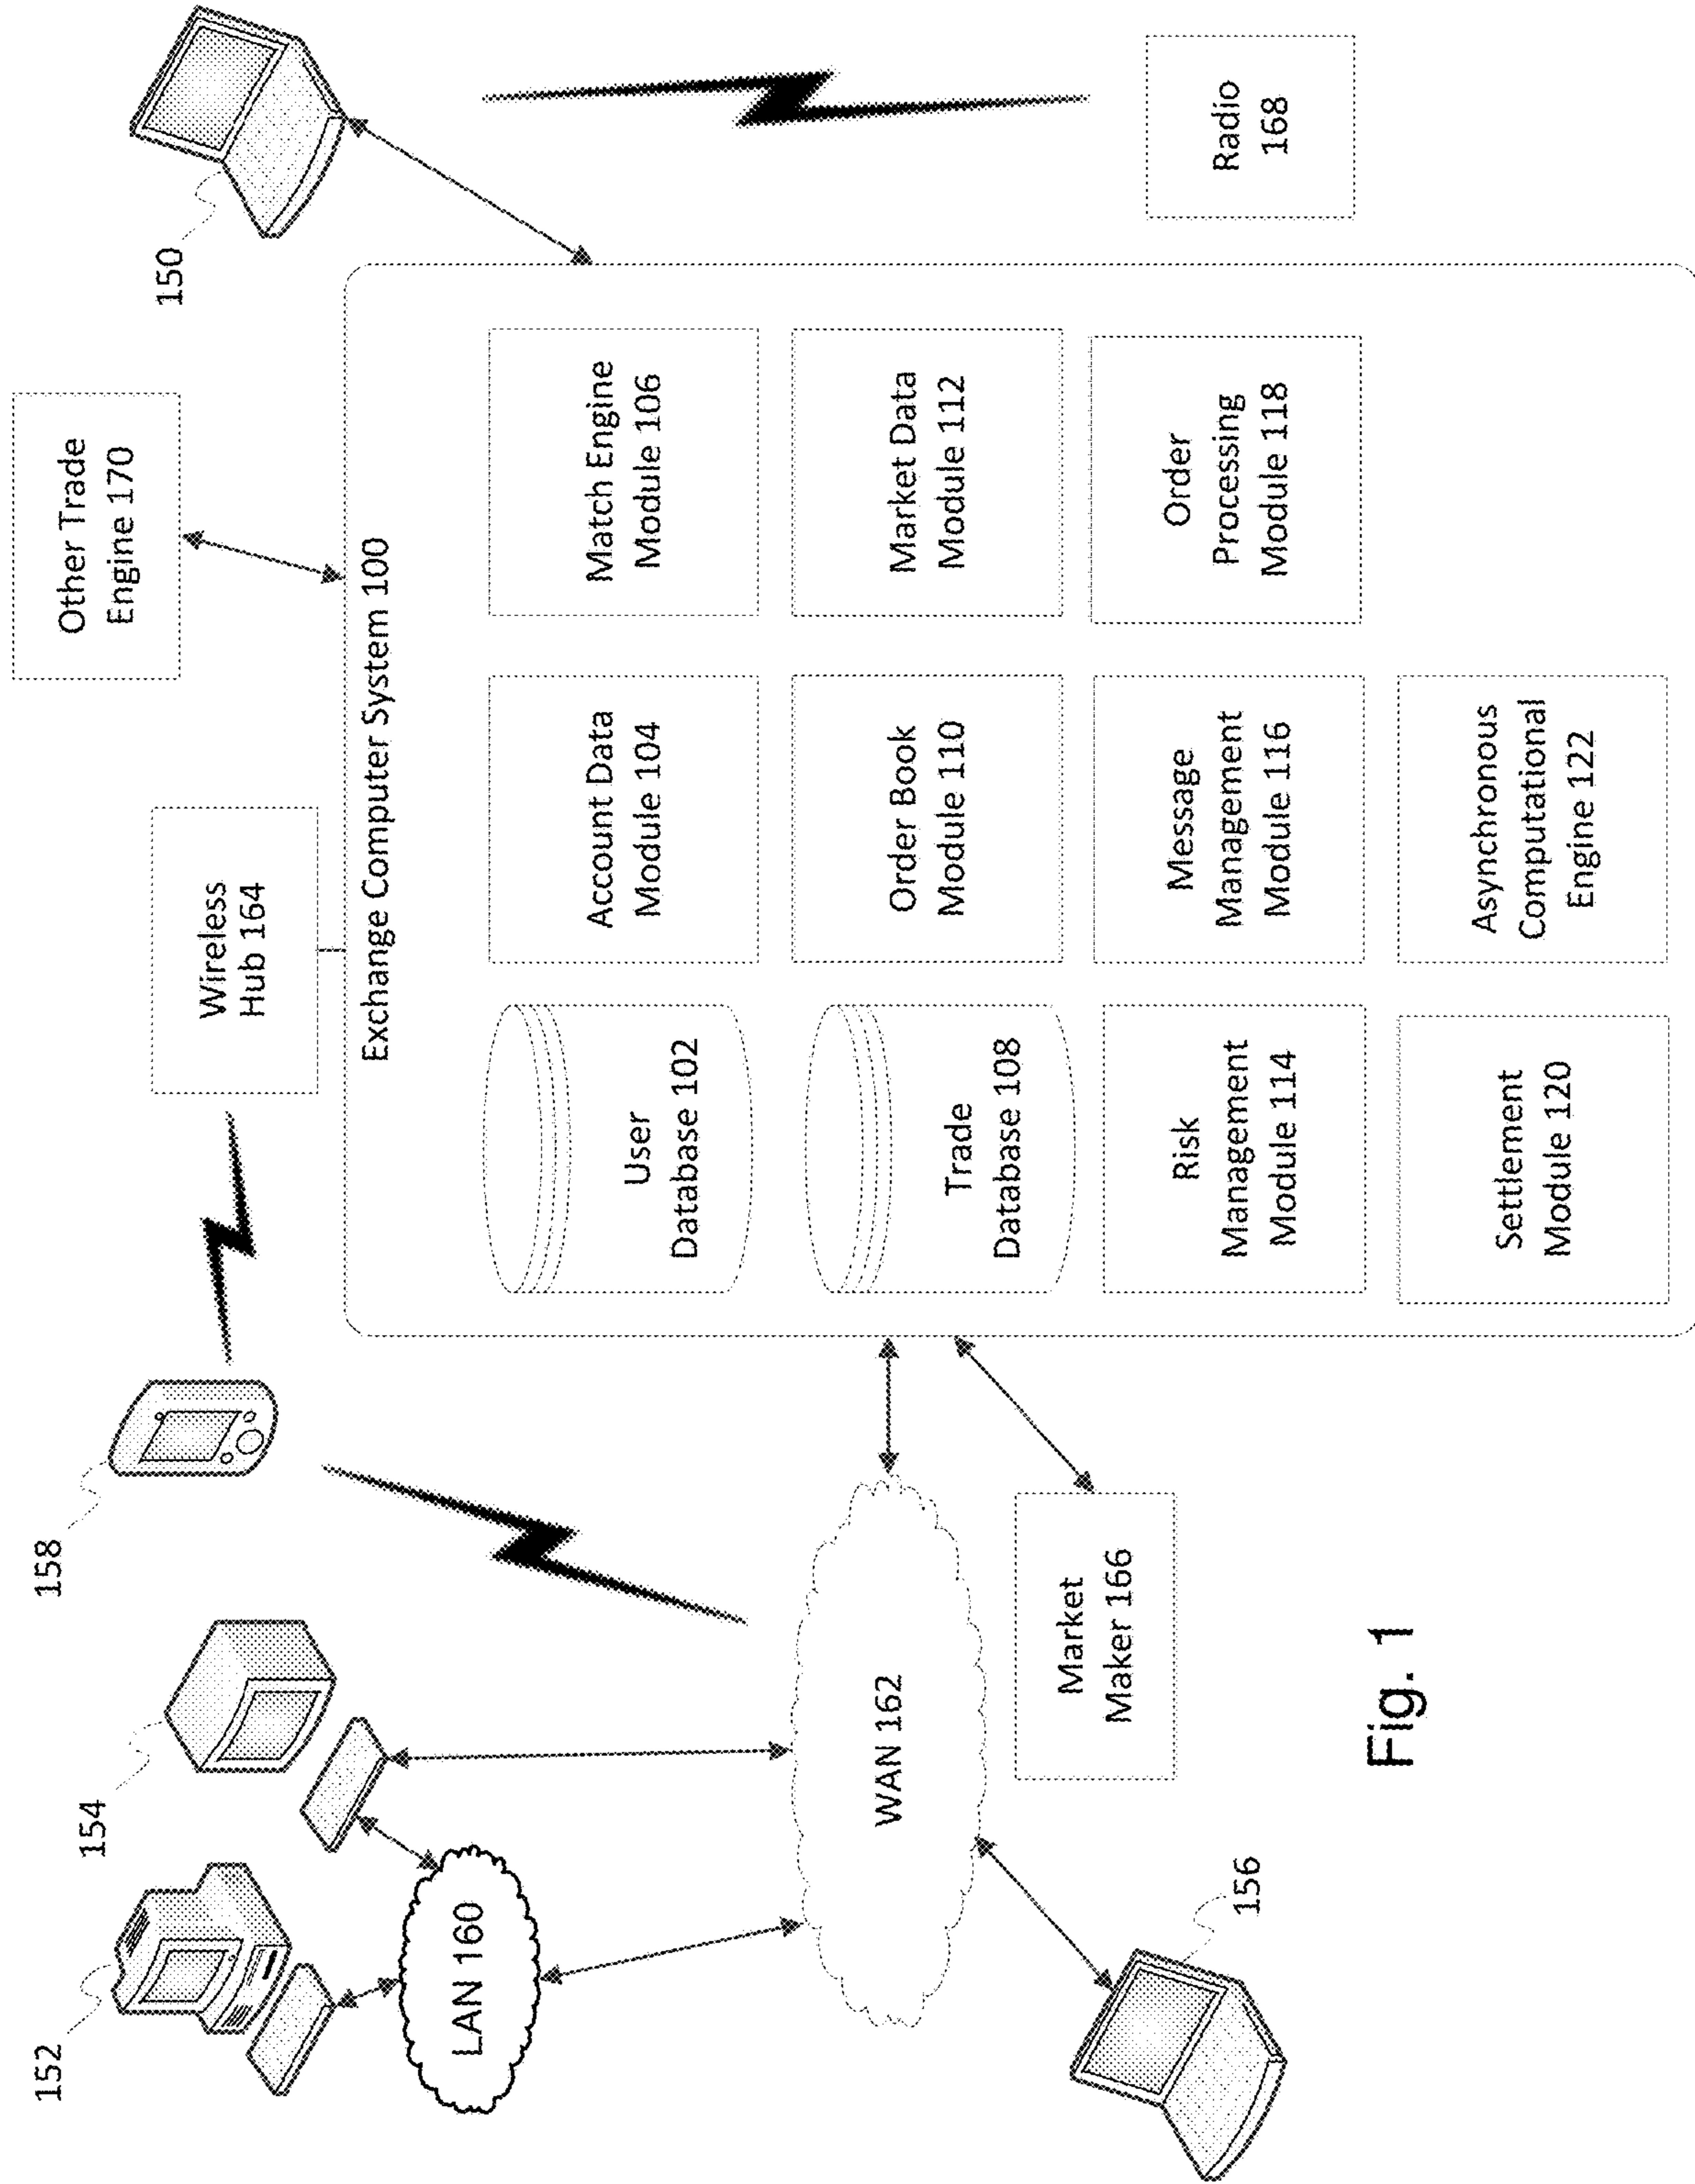 152
154
158
Wireless
Hub 164
Other Trade
Engine 170
150
LAN 160
WAN 162
Market
Maker 166
156
Exchange Computer System 100
User
Database 102
Account Data
Module 104
Match Engine
Module 106
Trade
Database 108
Order Book
Module 110
Market Data
Module 112
Risk
Management
Module 114
Message
Management
Module 116
Order
Processing
Module 118
Settlement
Module 120
Asynchronous
Computational
Engine 122
Radio
168
Fig. 1